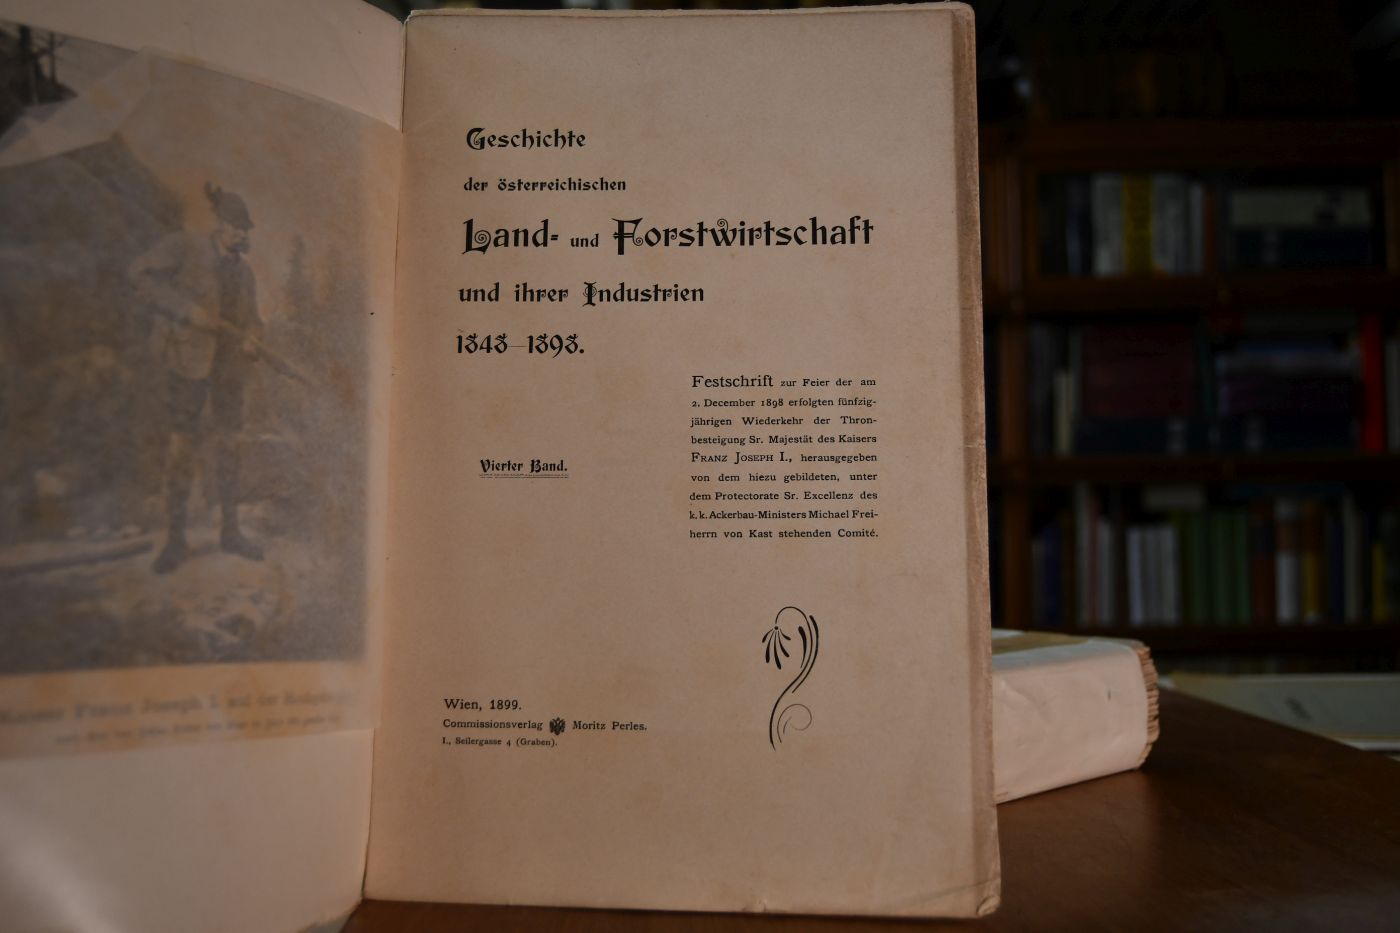 Geschichte
der österreichischen
Land- und Forstwirtschaft
und ihrer Industrien
1848–1898.
Festschrift zur Feier der am
2. December 1898 erfolgten fünfzig-
jährigen Wiederkehr der Thron-
besteigung Sr. Majestät des Kaisers
Franz Joseph I., herausgegeben
von dem hiezu gebildeten, unter
dem Protectorate Sr. Excellenz des
k. k. Ackerbau-Ministers Michael Frei-
herrn von Kast stehenden Comité.
Vierter Band.
Wien, 1899.
Commissionsverlag Moritz Perles.
I., Seilergasse 4 (Graben).
Kaiser Franz Joseph I. auf der